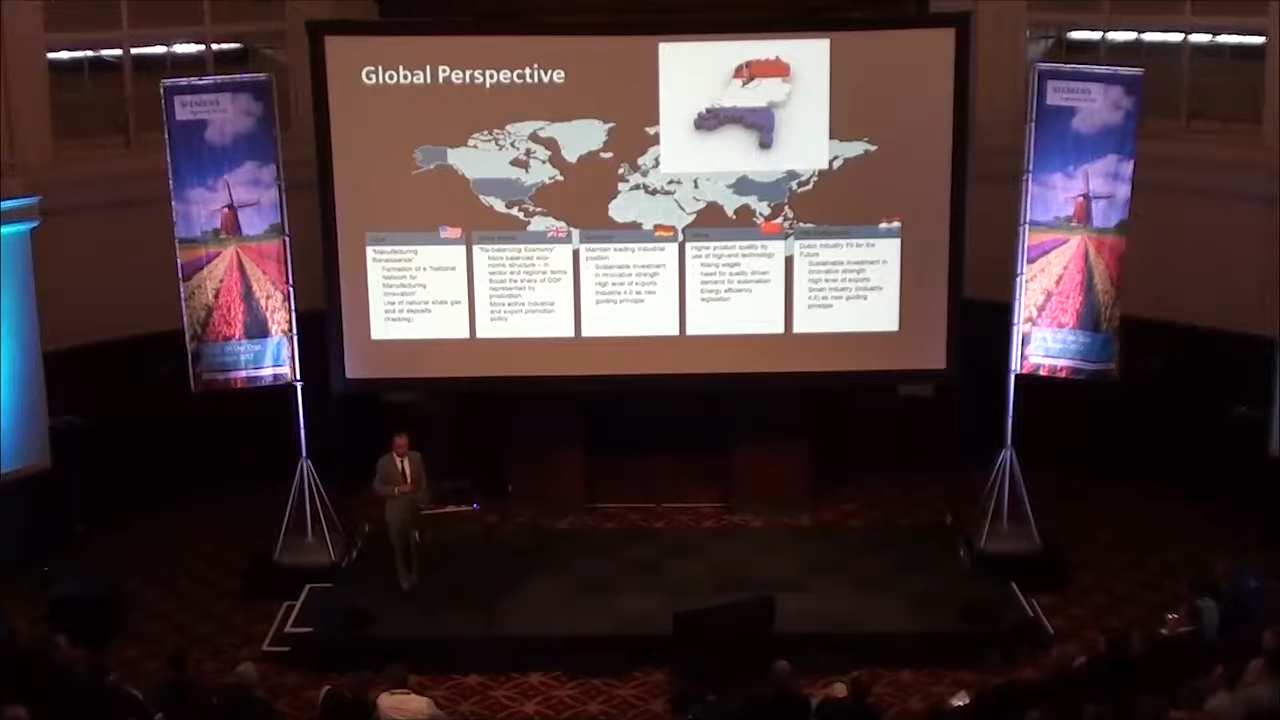 SIEMENS
Global Perspective
SIEMENS
"Manufacturing
Renaissance"
Formation of a "National
Network for
Manufacturing
Innovation"
Use of national shale gas
and oil deposits
(fracking)
"Re-balancing Economy"
More balanced eco-
nomic structure – in
sector and regional terms
Boost the share of GDP
represented by
production
More active industrial
and export promotion
policy
Maintain leading industrial
position
Sustainable investment
in innovative strength
High level of exports
Industrie 4.0 as new
guiding principle
Higher product quality by
use of high-end technology
Rising wages
Need for quality driven
demand for automation
Energy efficiency
legislation
Dutch Industry Fit for the
Future
Sustainable investment in
innovative strength
High level of exports
Smart Industry (Industrie
4.0) as new guiding
principle